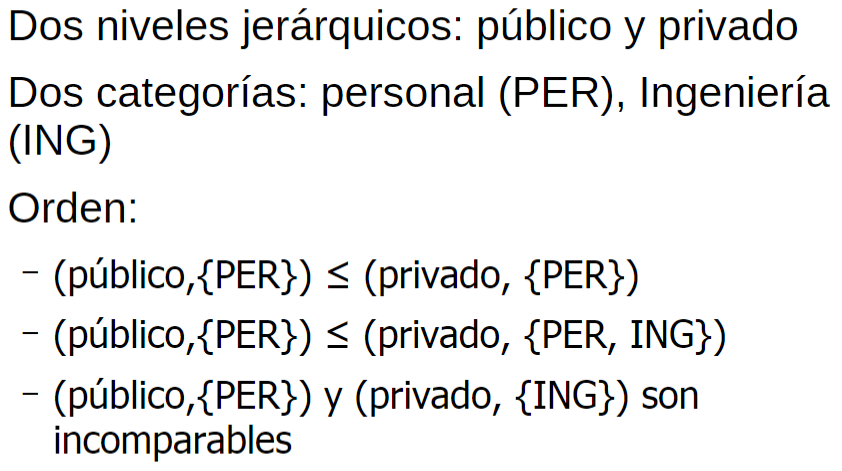 Dos niveles jerárquicos: público y privado
Dos categorías: personal (PER), Ingeniería
(ING)
Orden:
– (público,{PER}) ≤ (privado, {PER})
– (público,{PER}) ≤ (privado, {PER, ING})
– (público,{PER}) y (privado, {ING}) son
incomparables